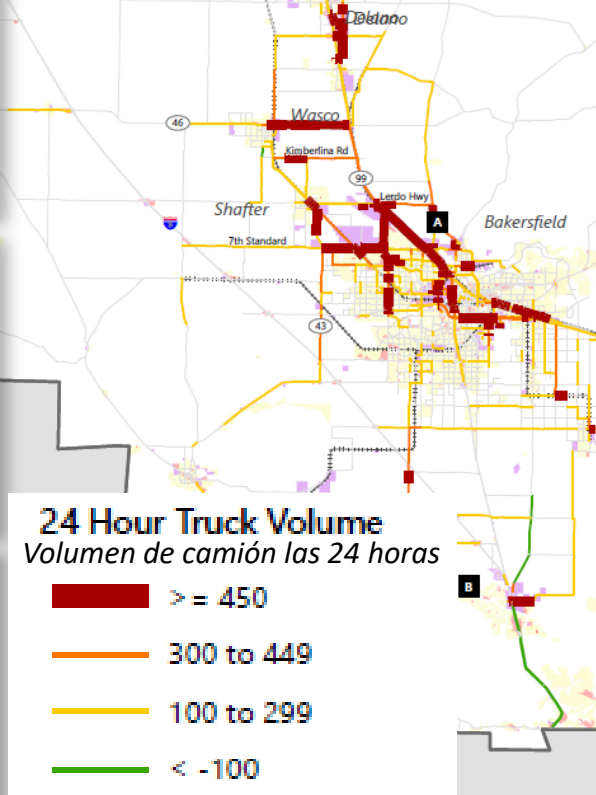 Delano
Delano
Wasco
46
Kimberlina Rd
99
Lerdo Hwy
A
Shafter
Bakersfield
7th Standard
43
24 Hour Truck Volume
Volumen de camión las 24 horas
> = 450
300 to 449
100 to 299
< -100
B